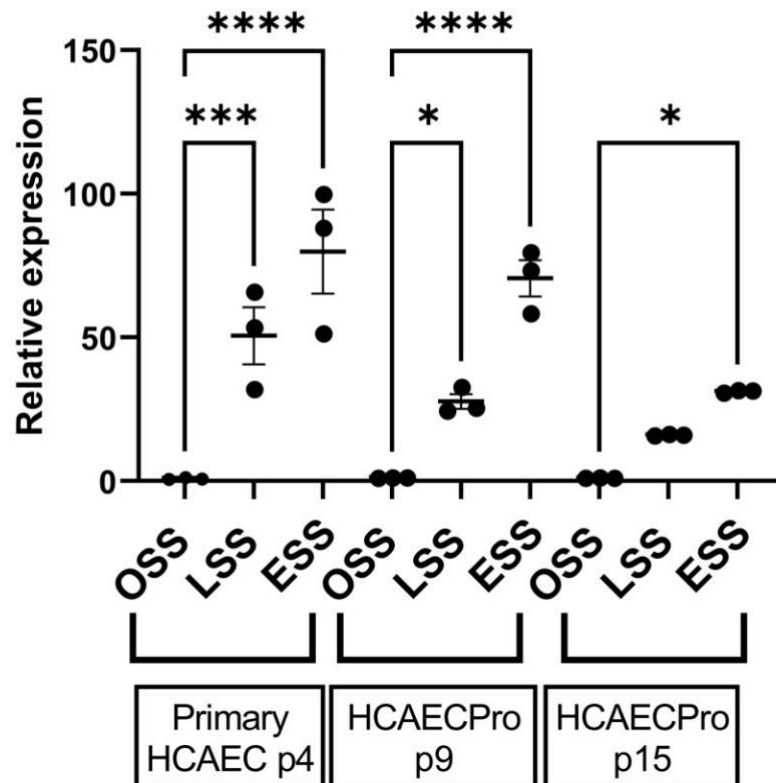 **** ****
150
*** * *
Relative expression
100
50
0
OSS LSS ESS OSS LSS ESS OSS LSS ESS
Primary HCAECPro HCAECPro
HCAEC p4 p9 p15